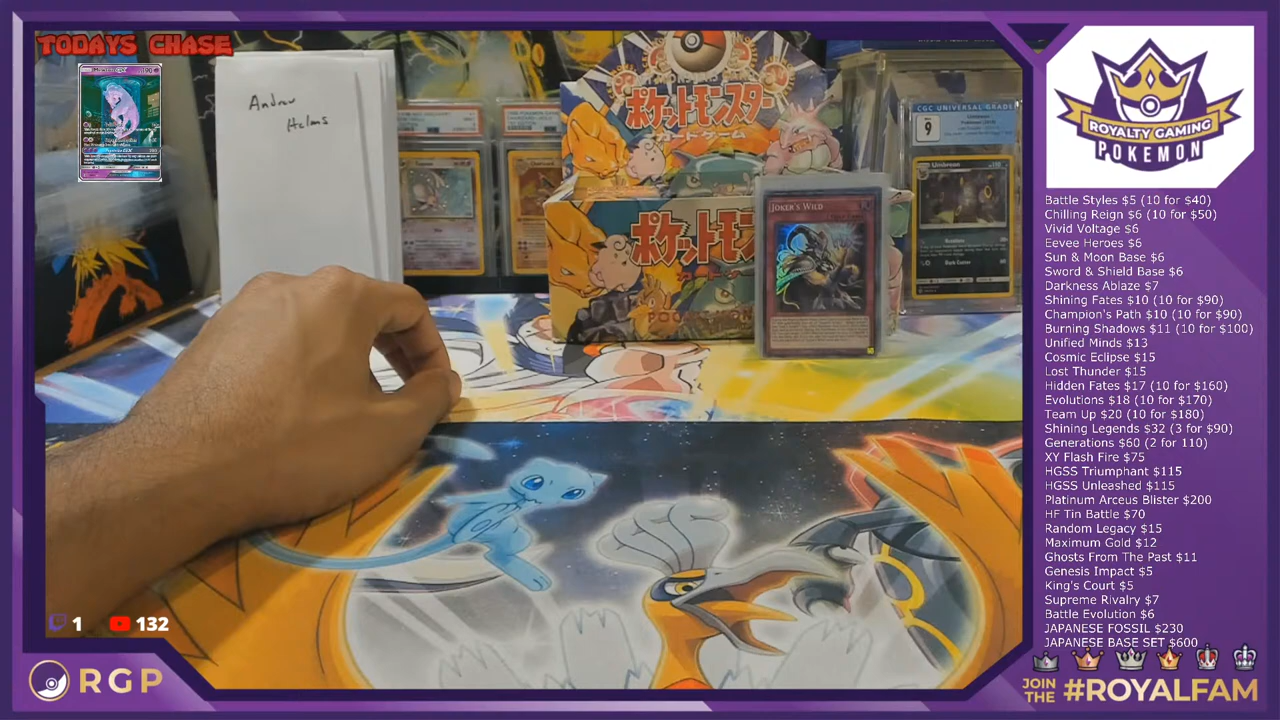 TODAYS CHASE
Andrew
Helms
ポケットモンスター
カードゲーム
ポケットモン
JOKER'S WILD
CGC UNIVERSAL GRADE
9
Umbreon
Umbreon
Dark Cutter
ROYALTY GAMING
POKEMON
Battle Styles $5 (10 for $40)
Chilling Reign $6 (10 for $50)
Vivid Voltage $6
Eevee Heroes $6
Sun & Moon Base $6
Sword & Shield Base $6
Darkness Ablaze $7
Shining Fates $10 (10 for $90)
Champion's Path $10 (10 for $90)
Burning Shadows $11 (10 for $100)
Unified Minds $13
Cosmic Eclipse $15
Lost Thunder $15
Hidden Fates $17 (10 for $160)
Evolutions $18 (10 for $170)
Team Up $20 (10 for $180)
Shining Legends $32 (3 for $90)
Generations $60 (2 for 110)
XY Flash Fire $75
HGSS Triumphant $115
HGSS Unleashed $115
Platinum Arceus Blister $200
HF Tin Battle $70
Random Legacy $15
Maximum Gold $12
Ghosts From The Past $11
Genesis Impact $5
King's Court $5
Supreme Rivalry $7
Battle Evolution $6
JAPANESE FOSSIL $230
JAPANESE BASE SET $600
1
132
RGP
JOIN
THE #ROYALFAM